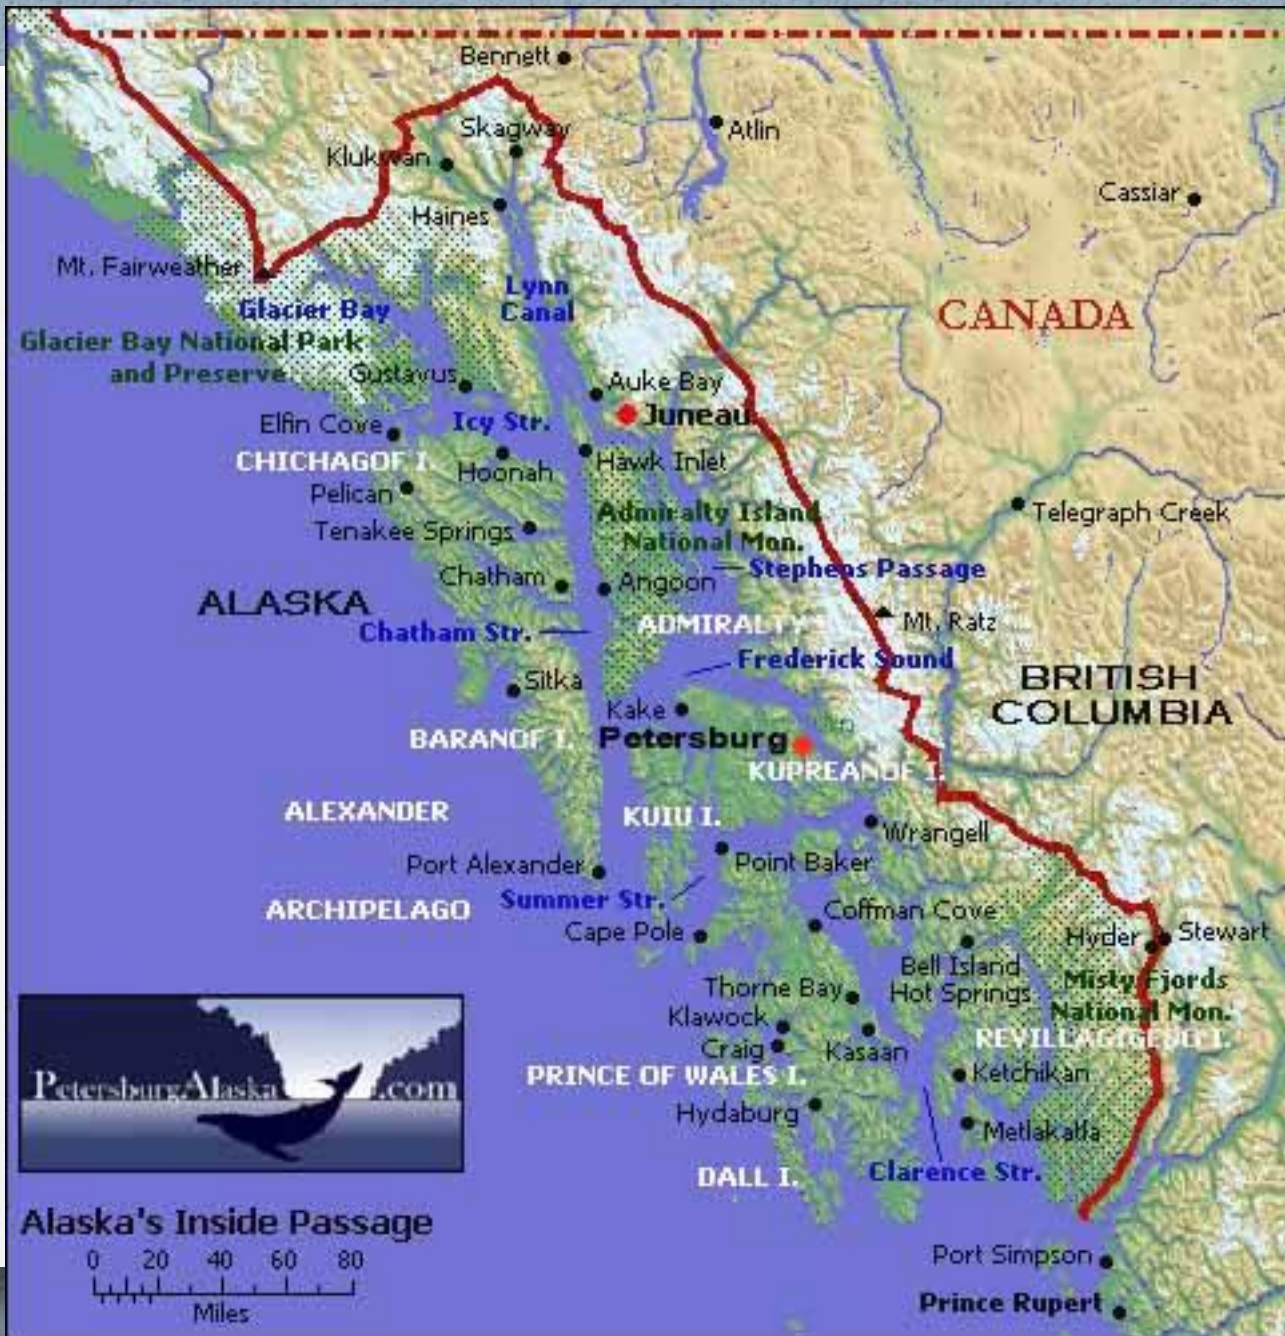 Bennett
Skagway
Atlin
Klukwan
Cassiar
Haines
Mt. Fairweather
Lynn
Canal
Glacier Bay
CANADA
Glacier Bay National Park
and Preserve
Gustavus
Auke Bay
Juneau
Elfin Cove
Icy Str.
CHICHAGOF I.
Hoonah
Hawk Inlet
Pelican
Telegraph Creek
Admiralty Island
National Mon.
Tenakee Springs
Stephens Passage
Chatham
Angoon
ALASKA
Chatham Str.
ADMIRALTY
Mt. Ratz
Frederick Sound
Sitka
BRITISH
COLUMBIA
Kake
BARANOF I.
Petersburg
KUPREANOF I.
ALEXANDER
KUIU I.
Wrangell
Port Alexander
Point Baker
Summer Str.
ARCHIPELAGO
Coffman Cove
Cape Pole
Hyder
Stewart
Bell Island
Hot Springs
Misty Fjords
National Mon.
Thorne Bay
Klawock
Craig
Kasaan
REVILLAGIGEDO I.
PRINCE OF WALES I.
Ketchikan
Hydaburg
Metlakatla
DALL I.
Clarence Str.
PetersburgAlaska.com
Alaska's Inside Passage
0 20 40 60 80
Miles
Port Simpson
Prince Rupert